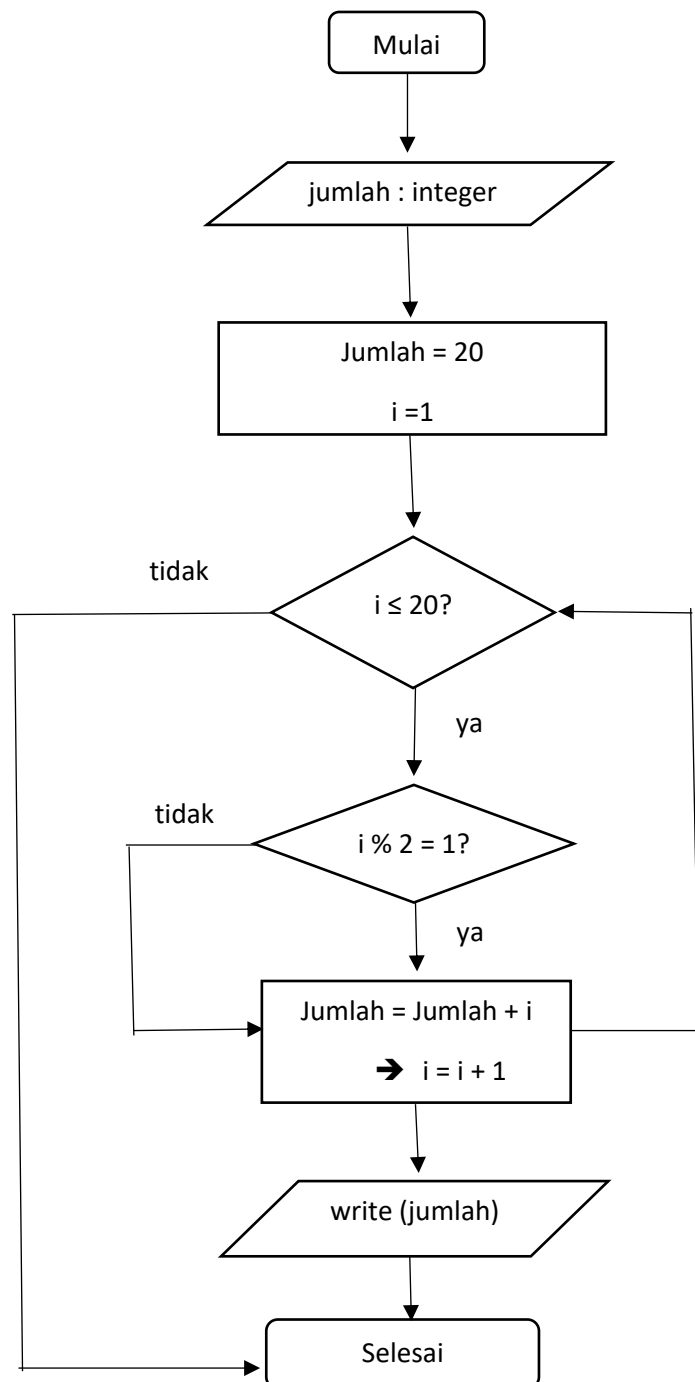 Mulai
jumlah : integer
Jumlah = 20
i =1
tidak
i ≤ 20?
ya
tidak
i % 2 = 1?
ya
Jumlah = Jumlah + i
➔ i = i + 1
write (jumlah)
Selesai